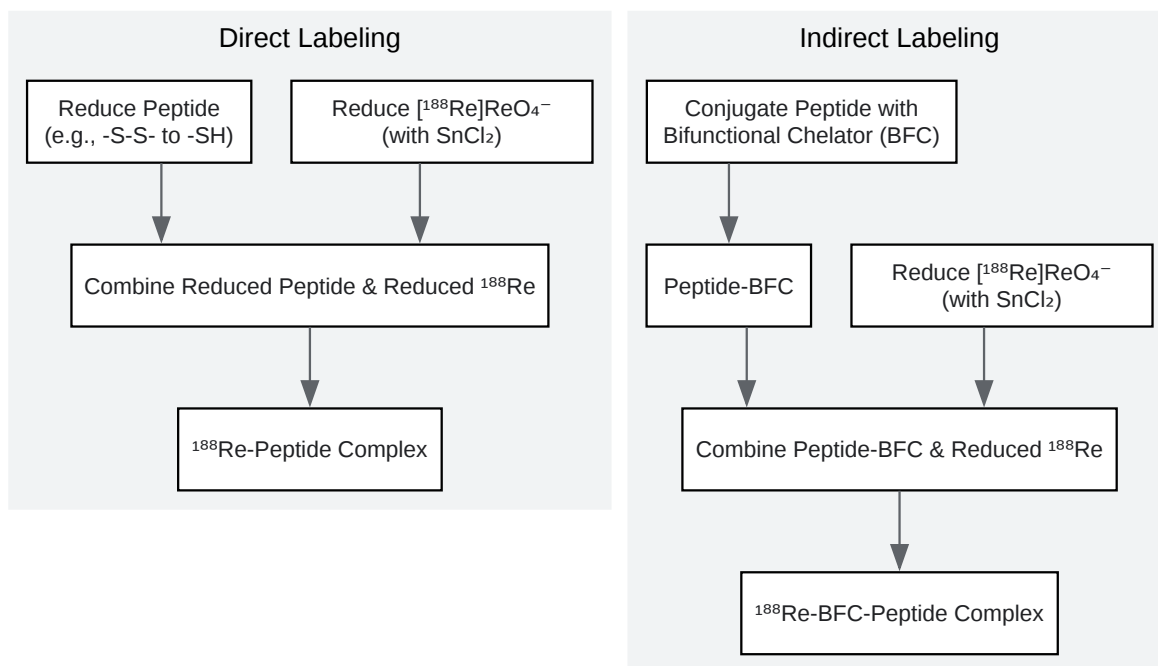 Direct Labeling
Reduce Peptide
(e.g., -S-S- to -SH)
Reduce [¹⁸⁸Re]ReO₄⁻
(with SnCl₂)
Combine Reduced Peptide & Reduced ¹⁸⁸Re
¹⁸⁸Re-Peptide Complex
Indirect Labeling
Conjugate Peptide with
Bifunctional Chelator (BFC)
Peptide-BFC
Reduce [¹⁸⁸Re]ReO₄⁻
(with SnCl₂)
Combine Peptide-BFC & Reduced ¹⁸⁸Re
¹⁸⁸Re-BFC-Peptide Complex